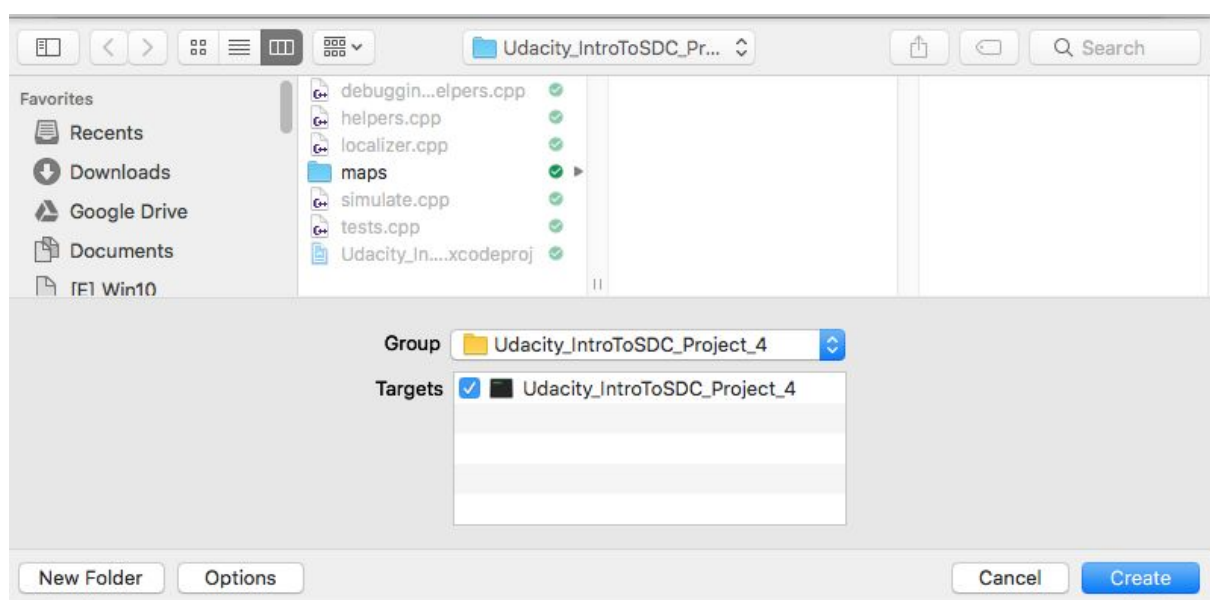 Udacity_IntroToSDC_Pr...
Search
Favorites
Recents
Downloads
Google Drive
Documents
[E] Win10
debuggin...elpers.cpp
helpers.cpp
localizer.cpp
maps
simulate.cpp
tests.cpp
Udacity_In....xcodeproj
Group
Udacity_IntroToSDC_Project_4
Targets
Udacity_IntroToSDC_Project_4
New Folder
Options
Cancel
Create